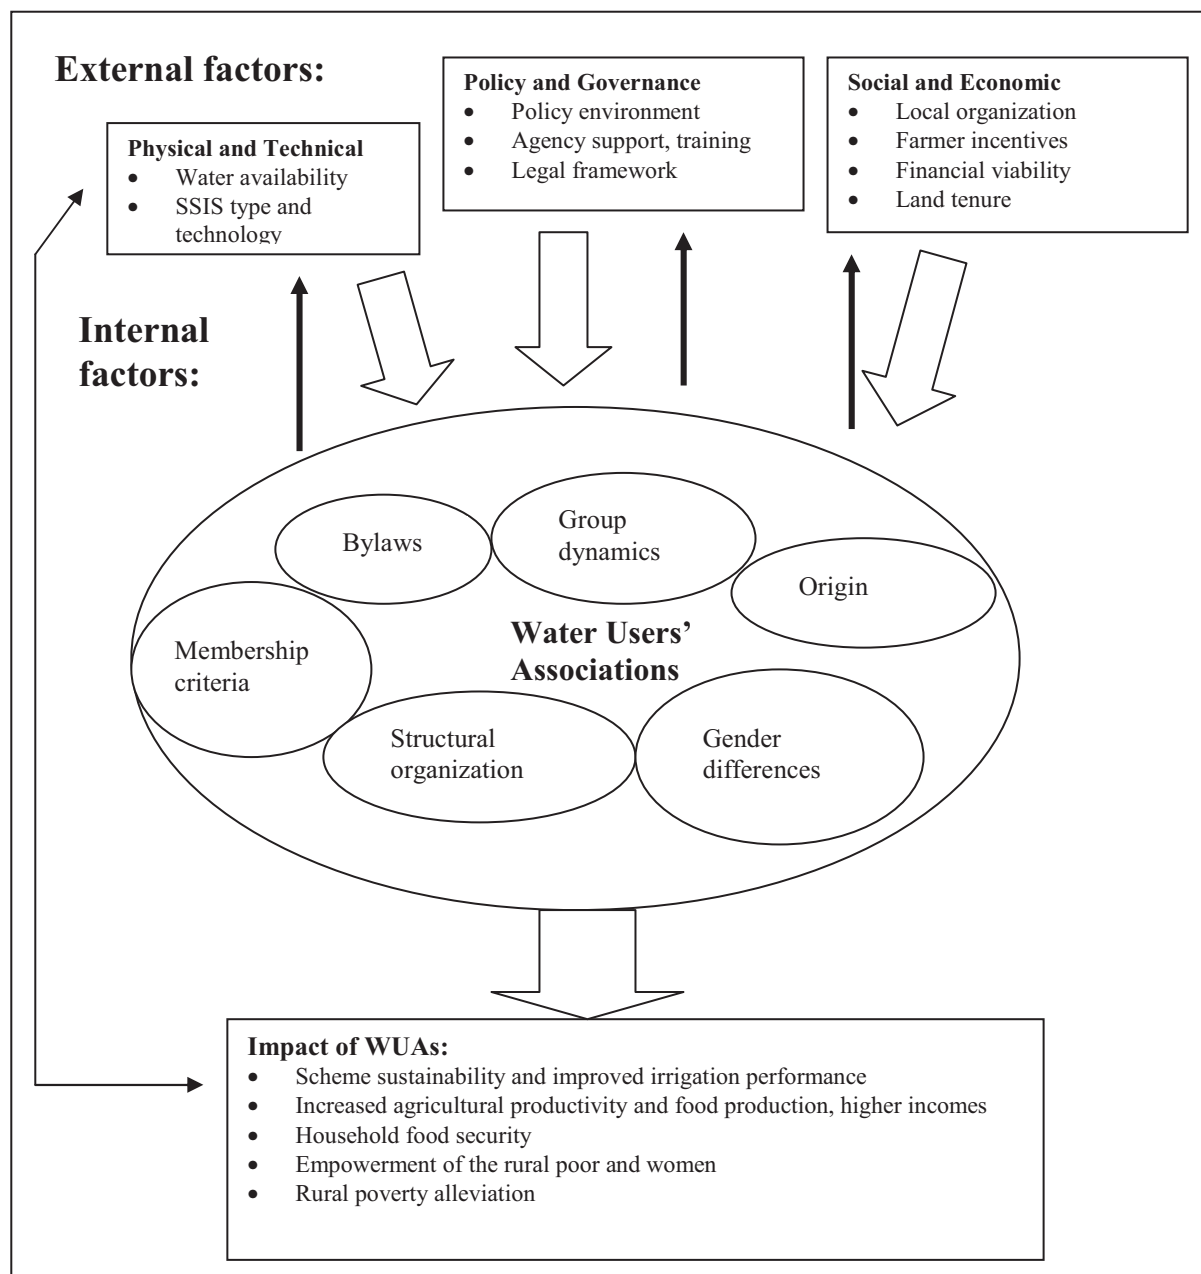 External factors:
Policy and Governance
• Policy environment
• Agency support, training
• Legal framework
Social and Economic
• Local organization
• Farmer incentives
• Financial viability
• Land tenure
Physical and Technical
• Water availability
• SSIS type and
technology
Internal
factors:
Bylaws
Group
dynamics
Origin
Membership
criteria
Water Users’
Associations
Structural
organization
Gender
differences
Impact of WUAs:
• Scheme sustainability and improved irrigation performance
• Increased agricultural productivity and food production, higher incomes
• Household food security
• Empowerment of the rural poor and women
• Rural poverty alleviation